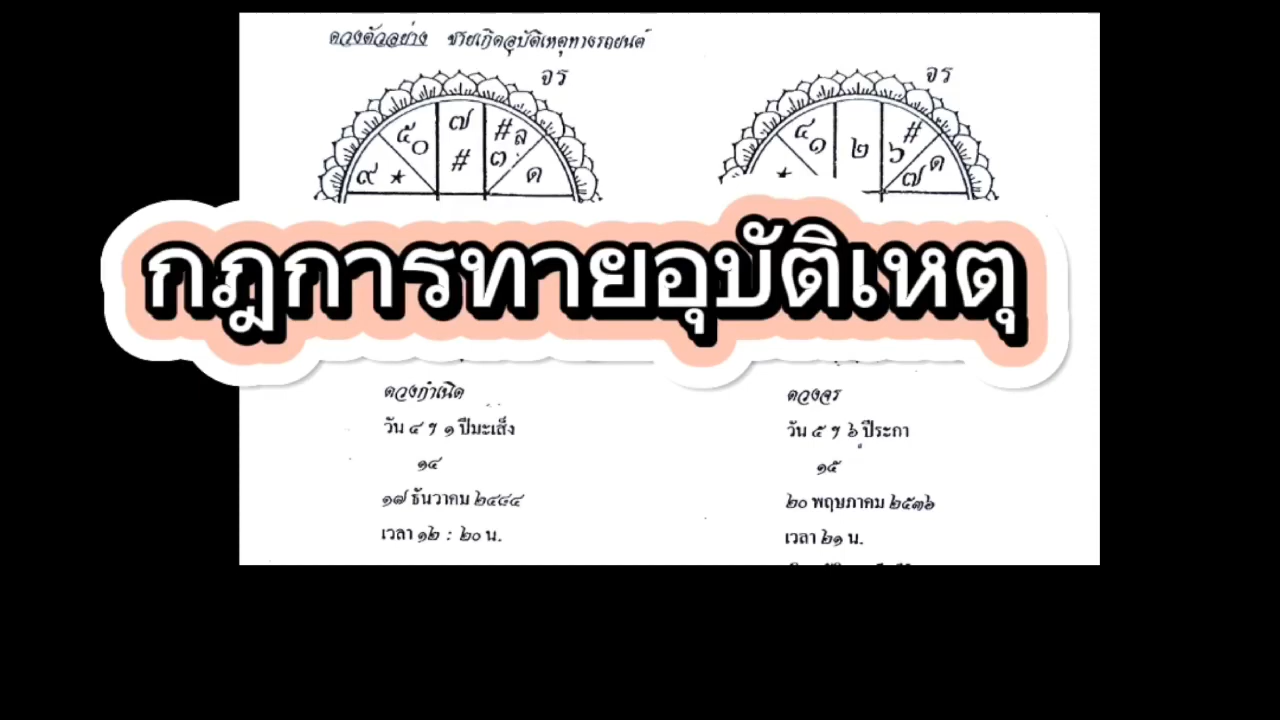 ดวงตัวอย่าง ชายเกิดอุบัติเหตุทางรถยนต์
จร
จร
๕ ๐ ๗ # # ล ๓ ด ๙
๔ ๑ ๒ # ๖ ด ๗
กฎการทายอุบัติเหตุ
ดวงกำเนิด
วัน ๔ ฯ ๑ ปีมะเส็ง
๑๔
๑๗ ธันวาคม ๒๔๘๔
เวลา ๑๒ : ๒๐ น.
ดวงจร
วัน ๕ ฯ ๖ ปีระกา
๑๕
๒๐ พฤษภาคม ๒๕๓๖
เวลา ๒๑ น.